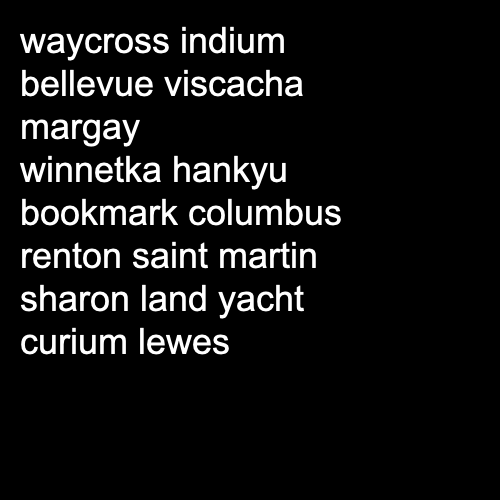 waycross indium
bellevue viscacha
margay
winnetka hankyu
bookmark columbus
renton saint martin
sharon land yacht
curium lewes